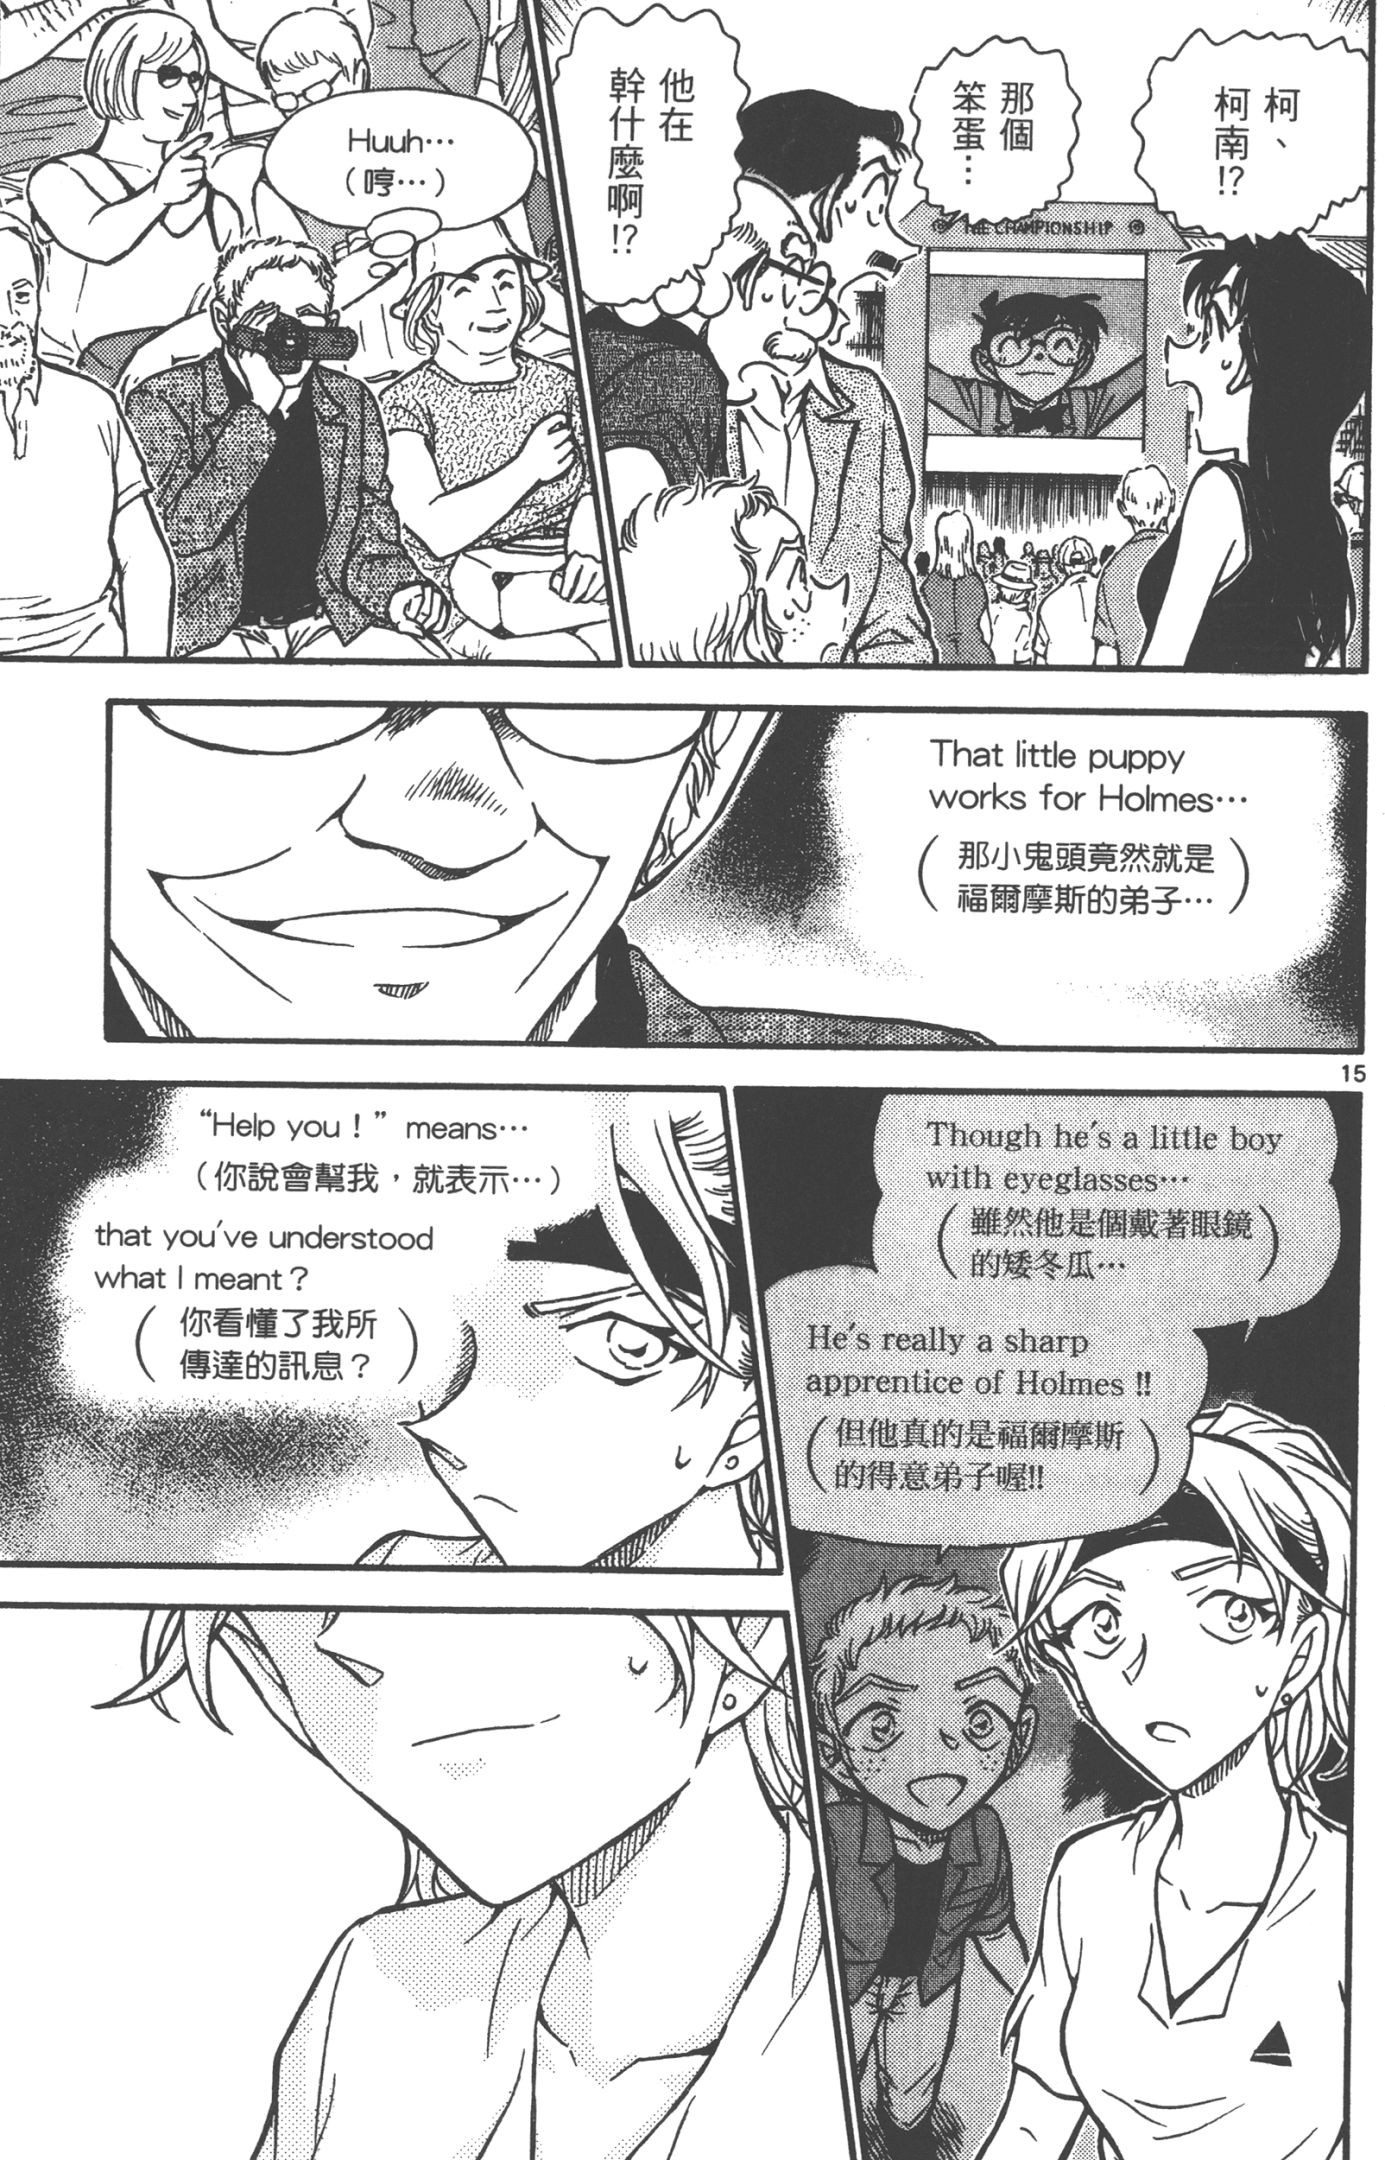 柯、
柯南!?
那個
笨蛋…
他在
幹什麼啊!?
THE CHAMPIONSHIP
Huuh…
（哼…）
That little puppy
works for Holmes…
（那小鬼頭竟然就是
福爾摩斯的弟子…）
15
Though he's a little boy
with eyeglasses…
（雖然他是個戴著眼鏡
的矮冬瓜…）
He's really a sharp
apprentice of Holmes!!
（但他真的是福爾摩斯
的得意弟子喔!!）
“Help you！” means…
（你說會幫我，就表示…）
that you've understood
what I meant？
（你看懂了我所
傳達的訊息？）